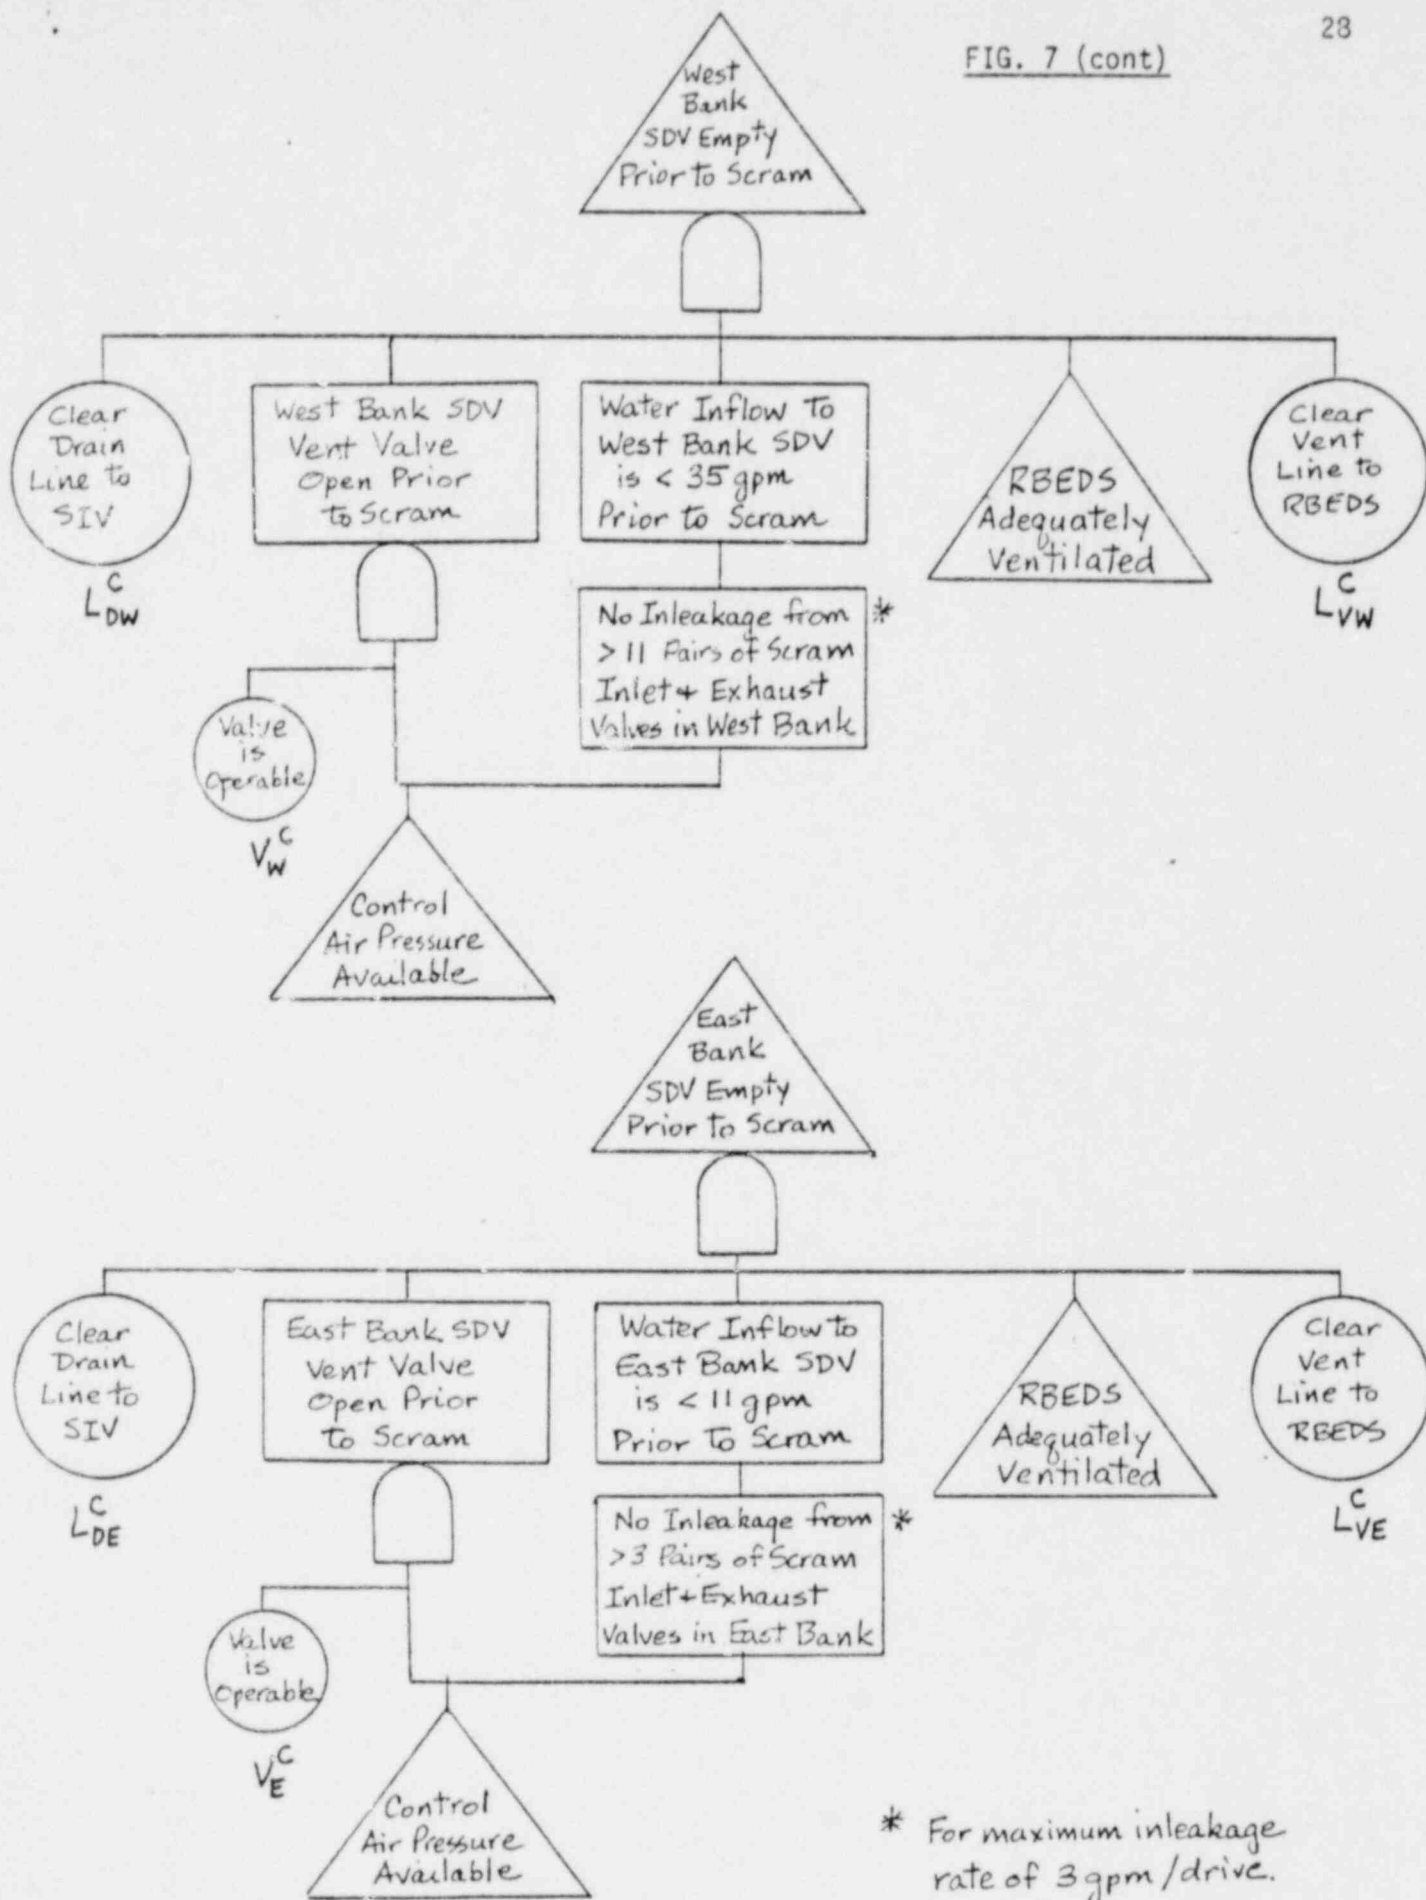 28
FIG. 7 (cont)
West
Bank
SDV Empty
Prior to Scram
Clear
Drain
Line to
SIV
L_DW^C
West Bank SDV
Vent Valve
Open Prior
to Scram
Water Inflow To
West Bank SDV
is < 35 gpm
Prior to Scram
RBEDS
Adequately
Ventilated
Clear
Vent
Line to
RBEDS
L_VW^C
No Inleakage from *
> 11 Pairs of Scram
Inlet + Exhaust
Valves in West Bank
Valve
is
Operable
V_W^C
Control
Air Pressure
Available
East
Bank
SDV Empty
Prior to Scram
Clear
Drain
Line to
SIV
L_DE^C
East Bank SDV
Vent Valve
Open Prior
To Scram
Water Inflow to
East Bank SDV
is < 11 gpm
Prior To Scram
RBEDS
Adequately
Ventilated
Clear
Vent
Line to
RBEDS
L_VE^C
No Inleakage from *
>3 Pairs of Scram
Inlet + Exhaust
Valves in East Bank
Valve
is
Operable
V_E^C
Control
Air Pressure
Available
* For maximum inleakage
rate of 3 gpm / drive.